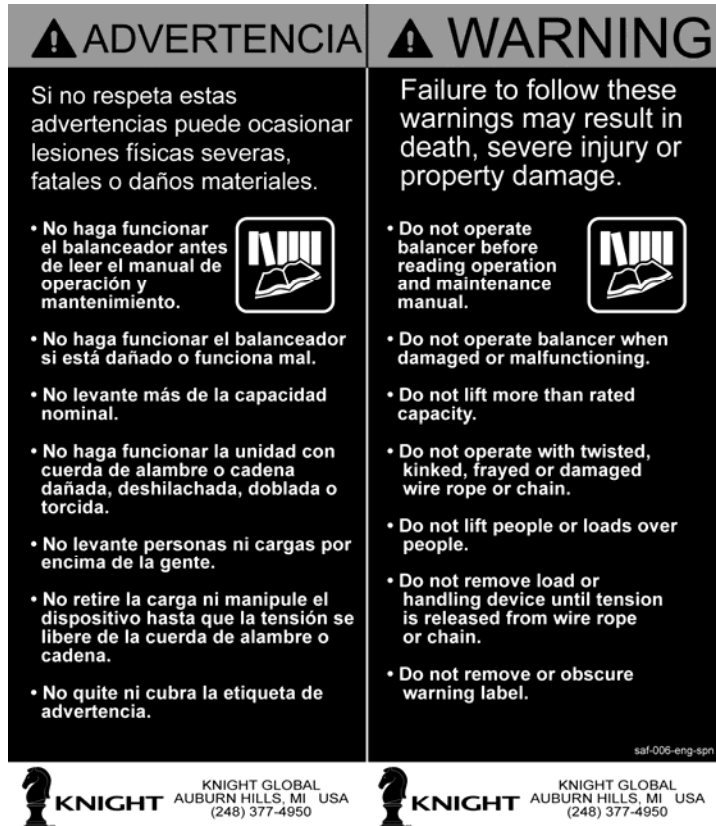 ADVERTENCIA
Si no respeta estas
advertencias puede ocasionar
lesiones físicas severas,
fatales o daños materiales.
• No haga funcionar
el balanceador antes
de leer el manual de
operación y
mantenimiento.
• No haga funcionar el balanceador
si está dañado o funciona mal.
• No levante más de la capacidad
nominal.
• No haga funcionar la unidad con
cuerda de alambre o cadena
dañada, deshilachada, doblada o
torcida.
• No levante personas ni cargas por
encima de la gente.
• No retire la carga ni manipule el
dispositivo hasta que la tensión se
libere de la cuerda de alambre o
cadena.
• No quite ni cubra la etiqueta de
advertencia.
KNIGHT
KNIGHT GLOBAL
AUBURN HILLS, MI USA
(248) 377-4950
WARNING
Failure to follow these
warnings may result in
death, severe injury or
property damage.
• Do not operate
balancer before
reading operation
and maintenance
manual.
• Do not operate balancer when
damaged or malfunctioning.
• Do not lift more than rated
capacity.
• Do not operate with twisted,
kinked, frayed or damaged
wire rope or chain.
• Do not lift people or loads over
people.
• Do not remove load or
handling device until tension
is released from wire rope
or chain.
• Do not remove or obscure
warning label.
saf-006-eng-spn
KNIGHT
KNIGHT GLOBAL
AUBURN HILLS, MI USA
(248) 377-4950